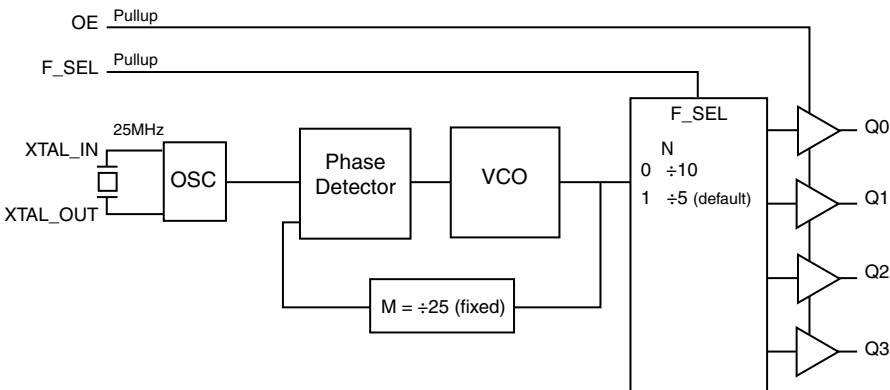 OE Pullup
F_SEL Pullup
25MHz
XTAL_IN
XTAL_OUT
OSC
Phase
Detector
VCO
M = ÷25 (fixed)
F_SEL
N
0 ÷10
1 ÷5 (default)
Q0
Q1
Q2
Q3